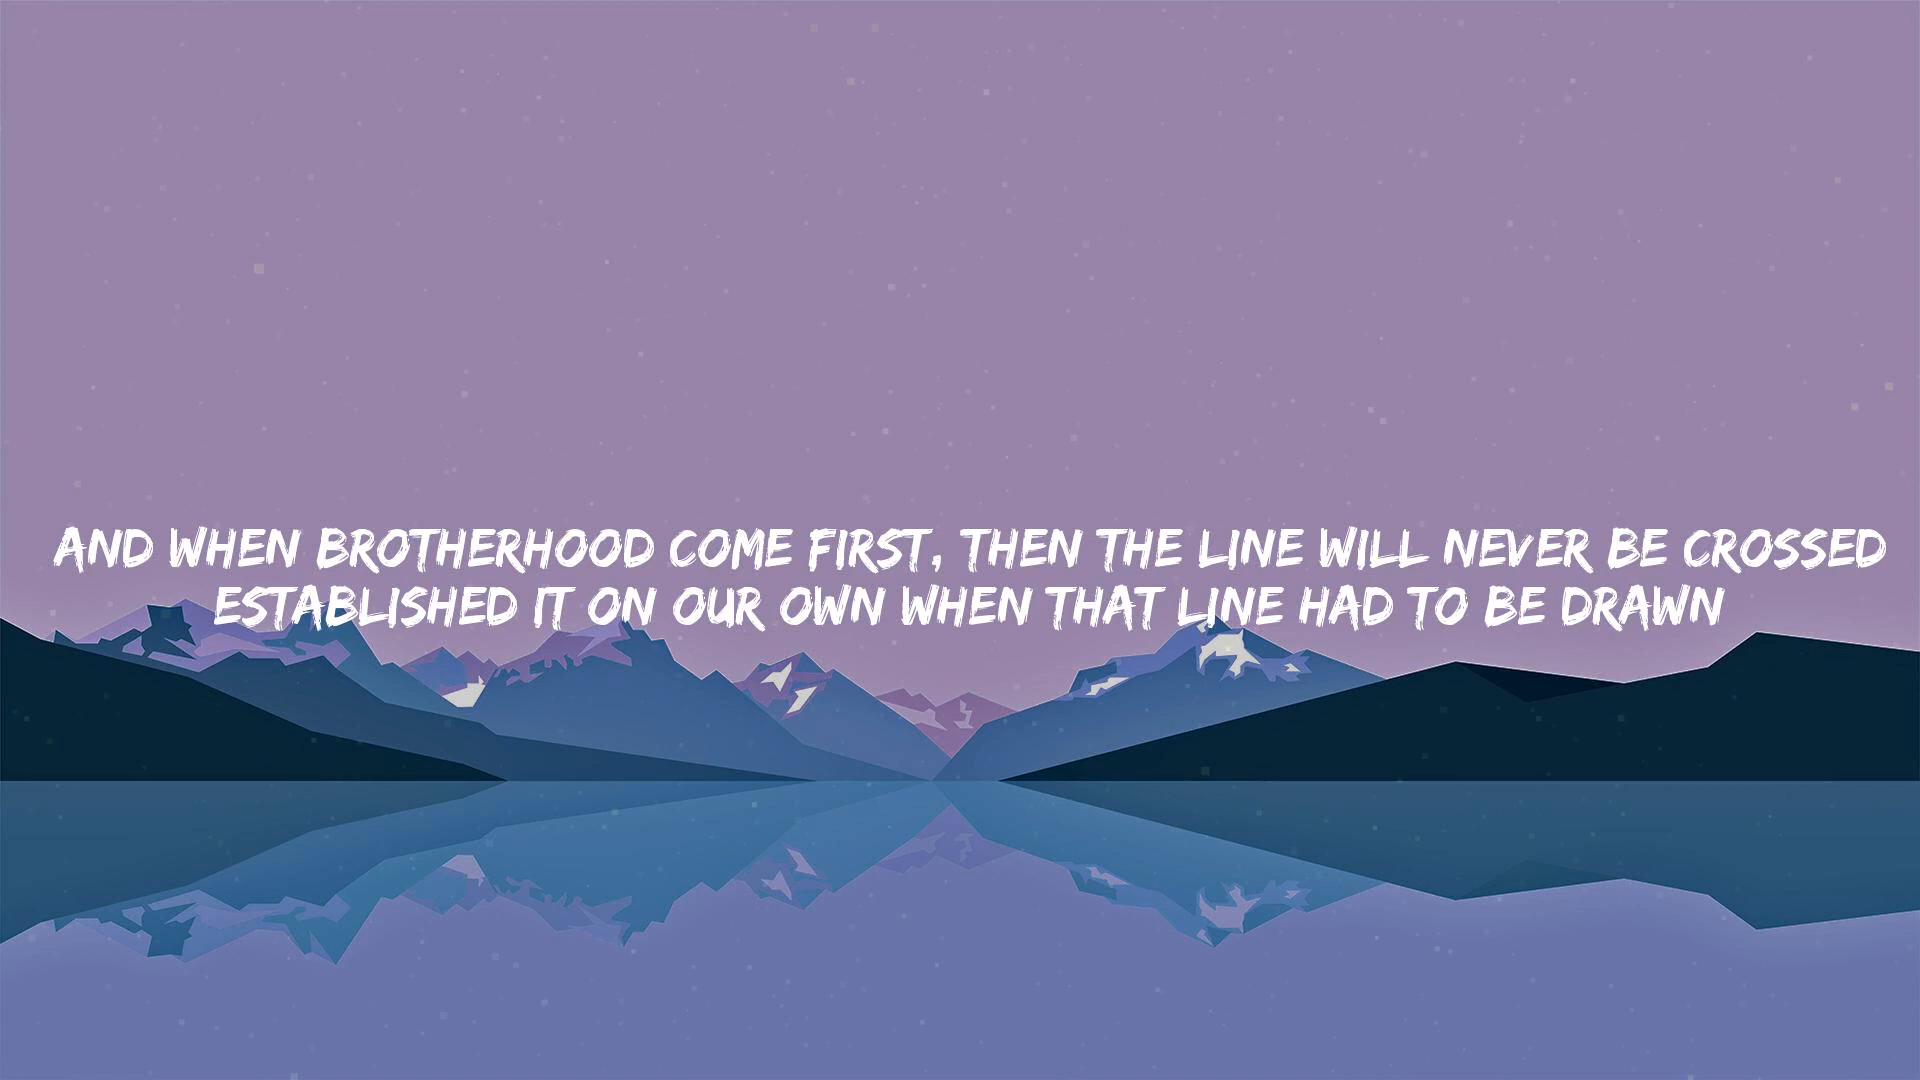 AND WHEN BROTHERHOOD COME FIRST, THEN THE LINE WILL NEVER BE CROSSED
ESTABLISHED IT ON OUR OWN WHEN THAT LINE HAD TO BE DRAWN